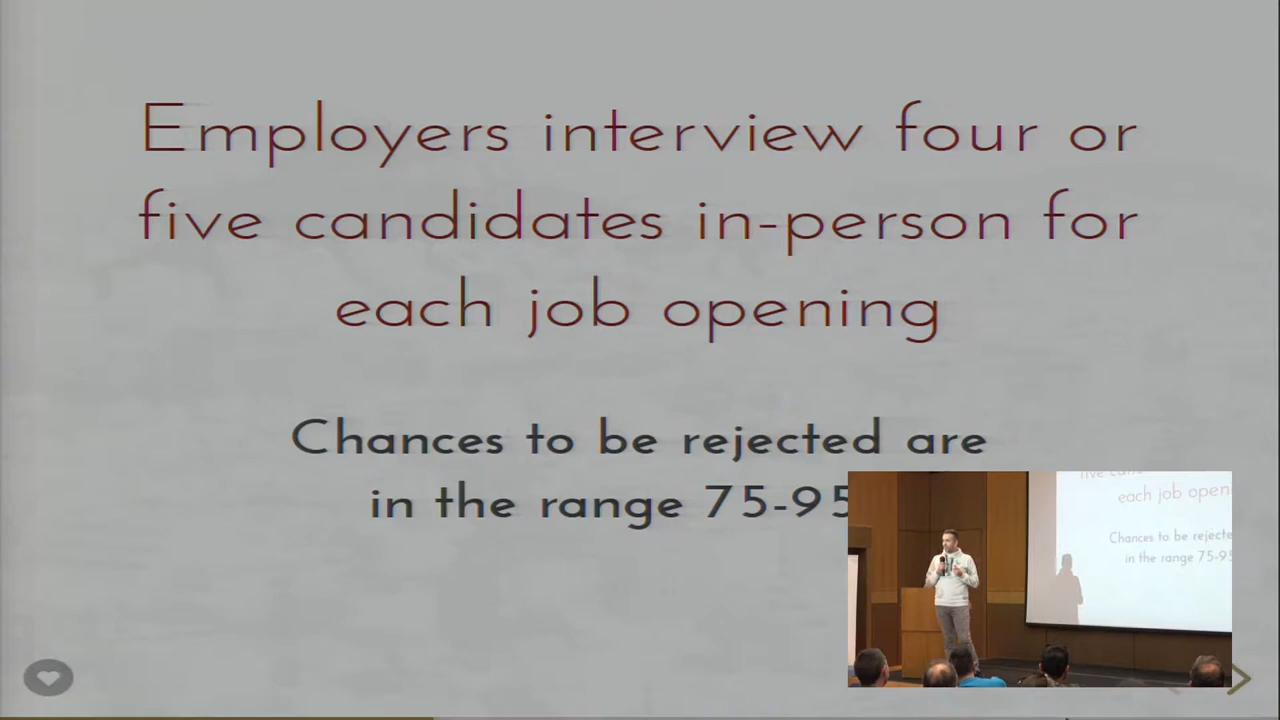 Employers interview four or
five candidates in-person for
each job opening
Chances to be rejected are
in the range 75-95
each job open
Chances to be rejecte
in the range 75-95